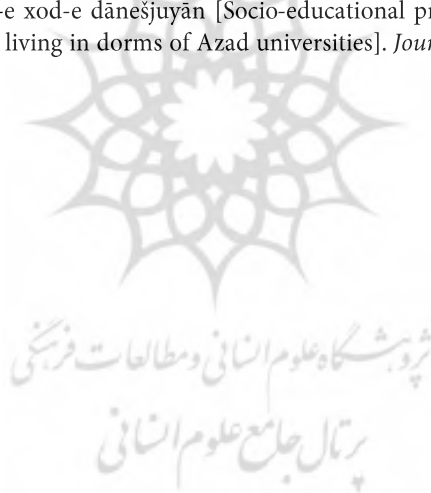 -e xod-e dānešjuyān [Socio-educational pr
living in dorms of Azad universities]. Jour
پژوهشگاه علوم انسانی و مطالعات فرهنگی
پرتال جامع علوم انسانی